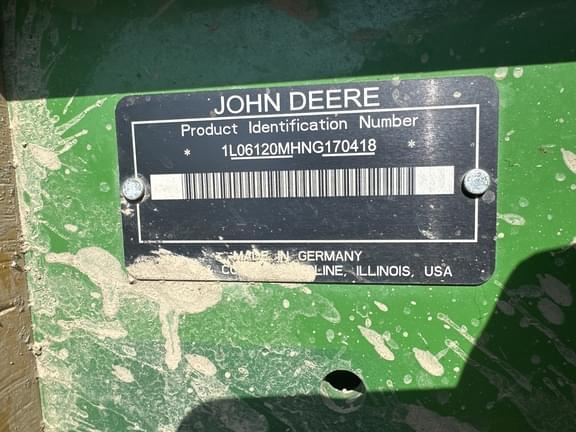 JOHN DEERE
Product Identification Number
* 1L06120MHNG170418 *
MADE IN GERMANY
ILLINOIS, USA